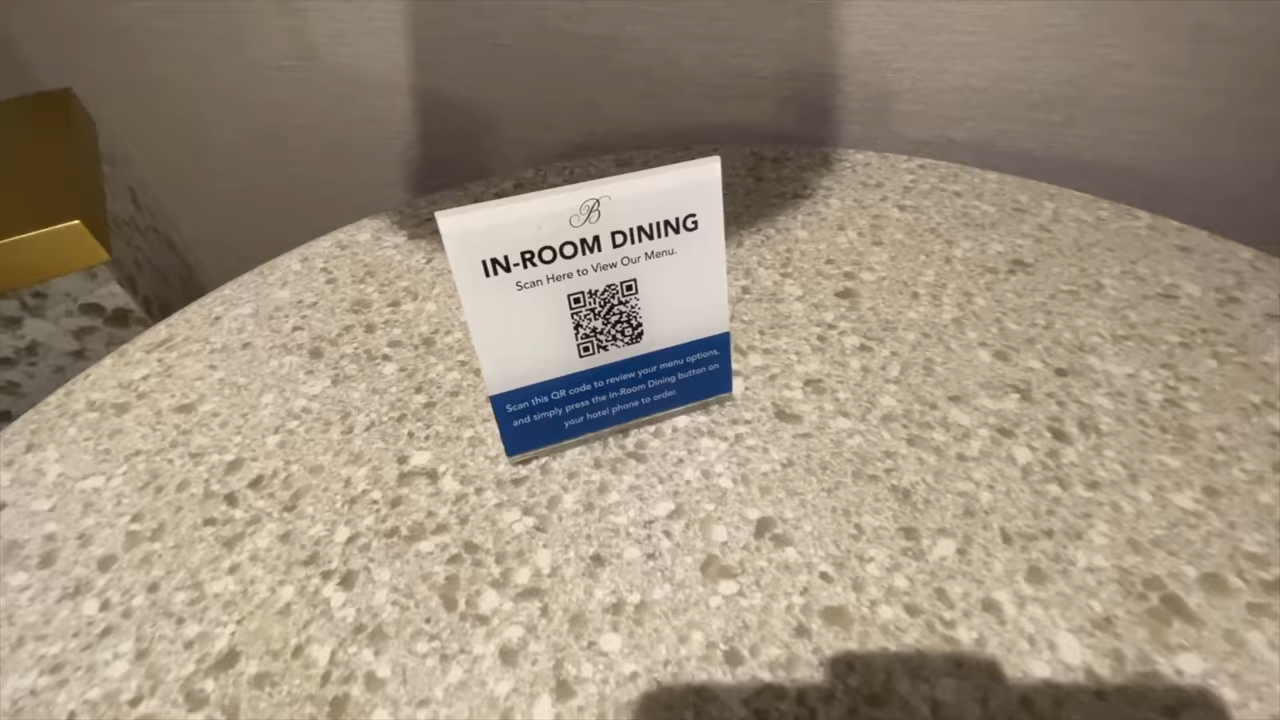 B
IN-ROOM DINING
Scan Here to View Our Menu.
Scan this QR code to review your menu options,
and simply press the In-Room Dining button on
your hotel phone to order.